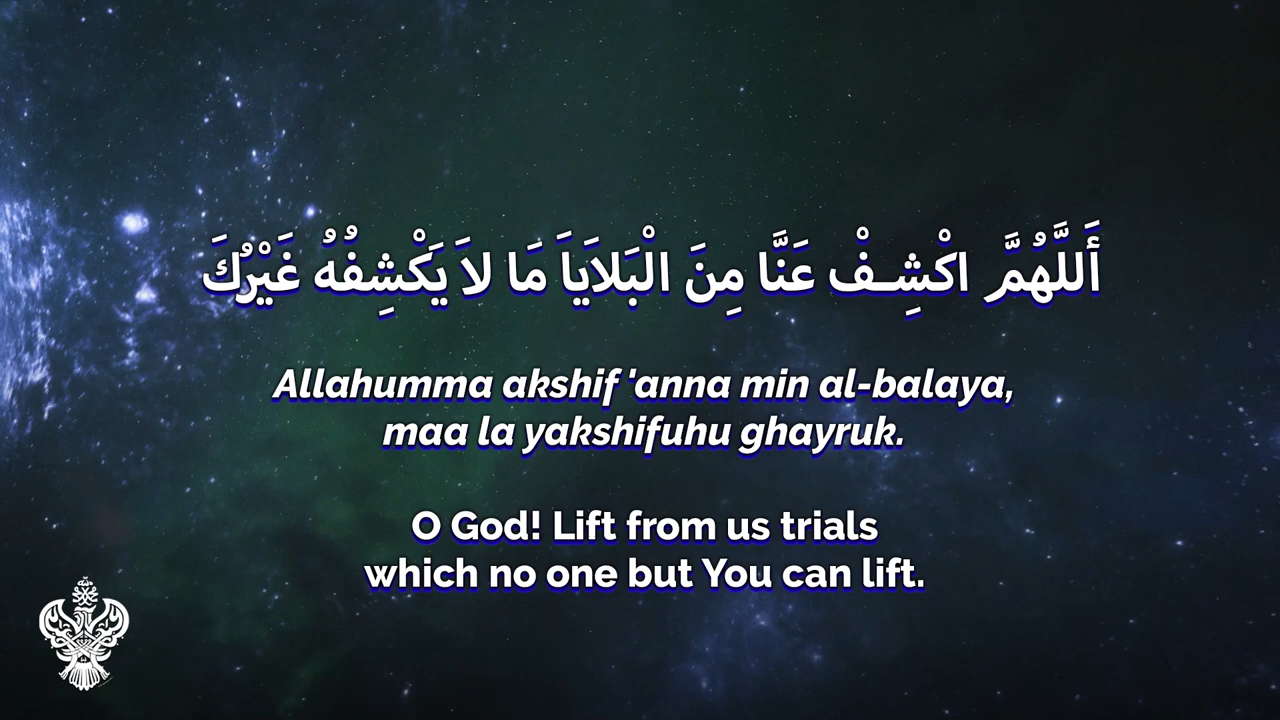 أَللَّهُمَّ اكْشِـفْ عَنَّا مِنَ الْبَلاَيَاَ مَا لاَ يَكْشِفُهُ غَيْرُكَ
Allahumma akshif 'anna min al-balaya,
maa la yakshifuhu ghayruk.
O God! Lift from us trials
which no one but You can lift.